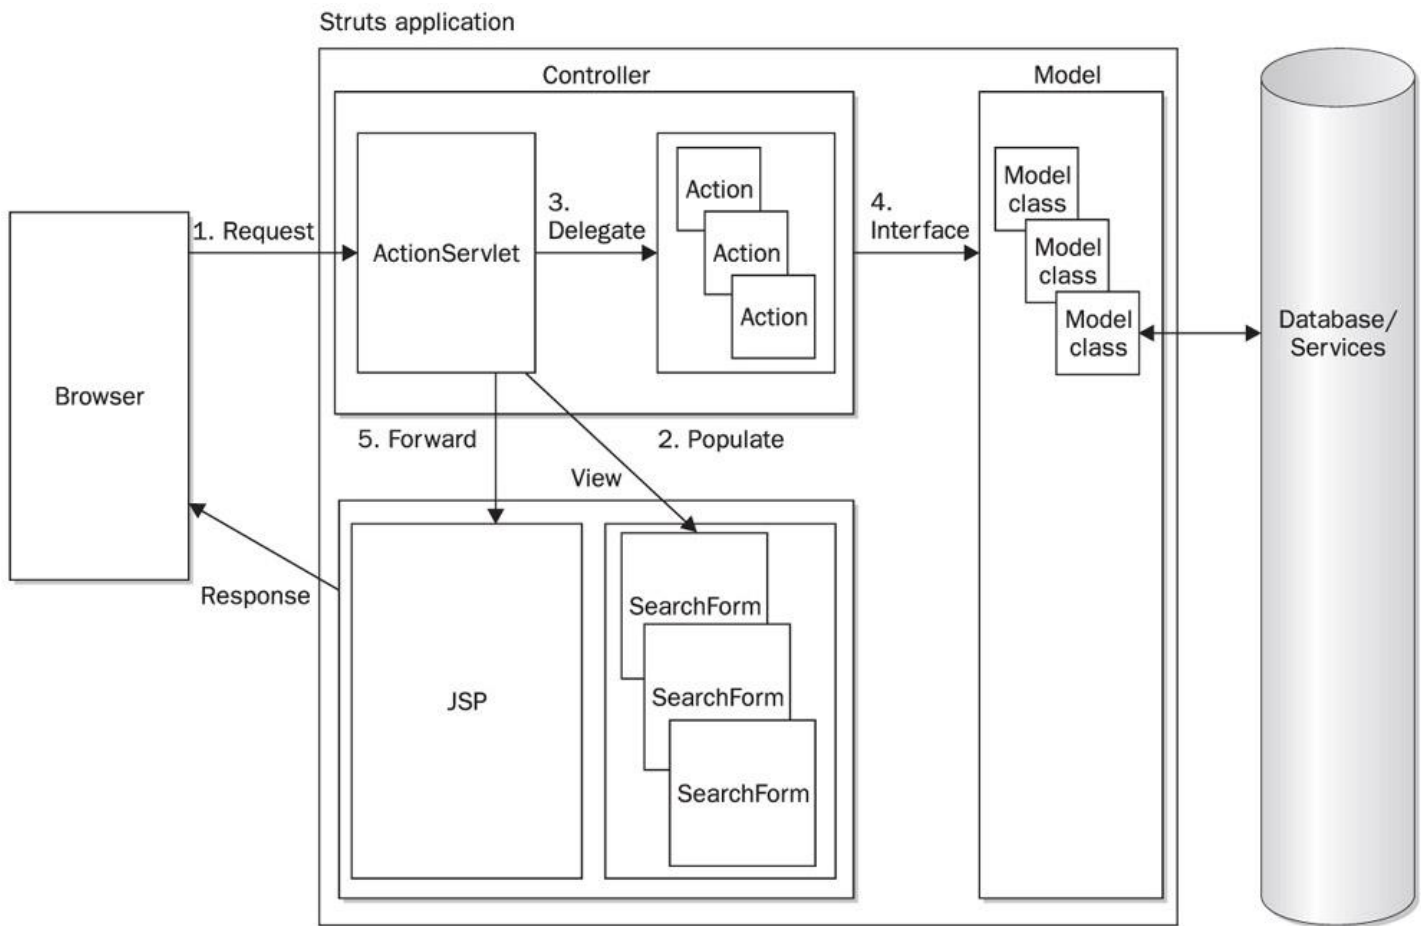 Struts application
Controller
Model
Browser
1. Request
ActionServlet
3.
Delegate
Action
Action
Action
4.
Interface
Model
class
Model
class
Model
class
Database/
Services
5. Forward
2. Populate
View
Response
JSP
SearchForm
SearchForm
SearchForm